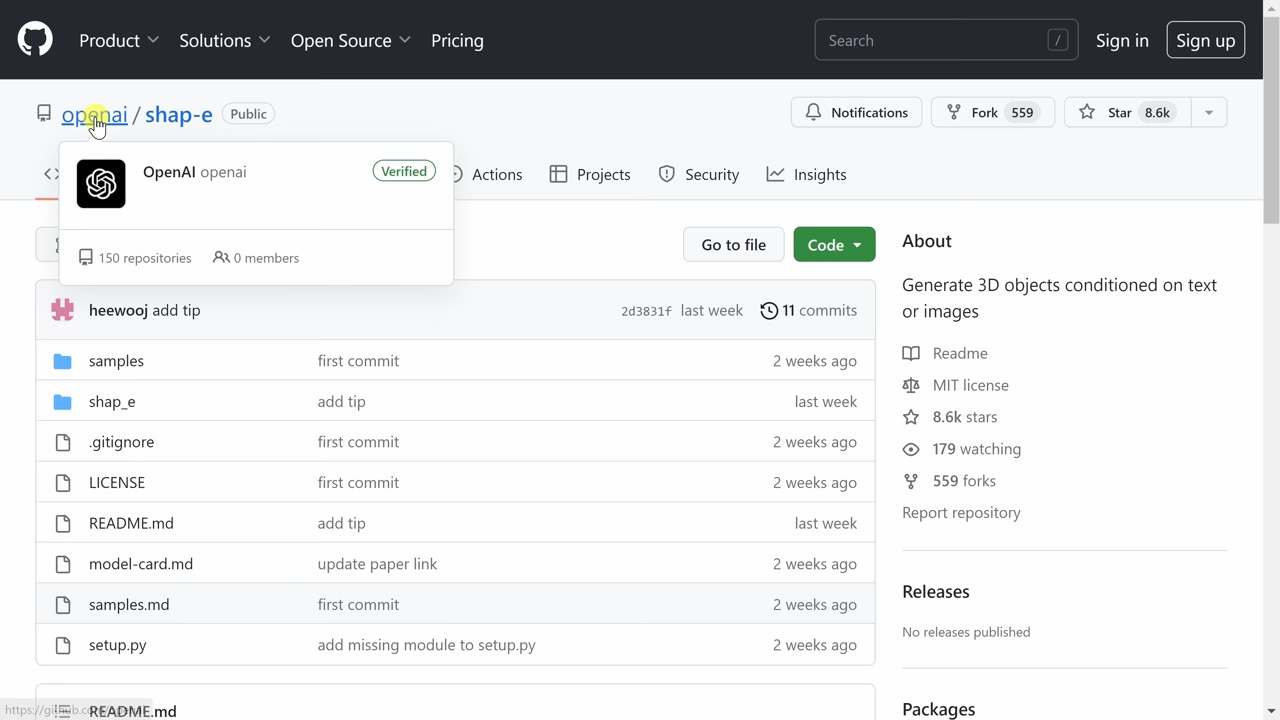 Product Solutions Open Source Pricing Search / Sign in Sign up
openai / shap-e Public Notifications Fork 559 Star 8.6k
OpenAI openai Verified
150 repositories 0 members
Actions Projects Security Insights
Go to file Code
heewooj add tip 2d3831f last week 11 commits
samples first commit 2 weeks ago
shap_e add tip last week
.gitignore first commit 2 weeks ago
LICENSE first commit 2 weeks ago
README.md add tip last week
model-card.md update paper link 2 weeks ago
samples.md first commit 2 weeks ago
setup.py add missing module to setup.py 2 weeks ago
README.md
About
Generate 3D objects conditioned on text
or images
Readme
MIT license
8.6k stars
179 watching
559 forks
Report repository
Releases
No releases published
Packages